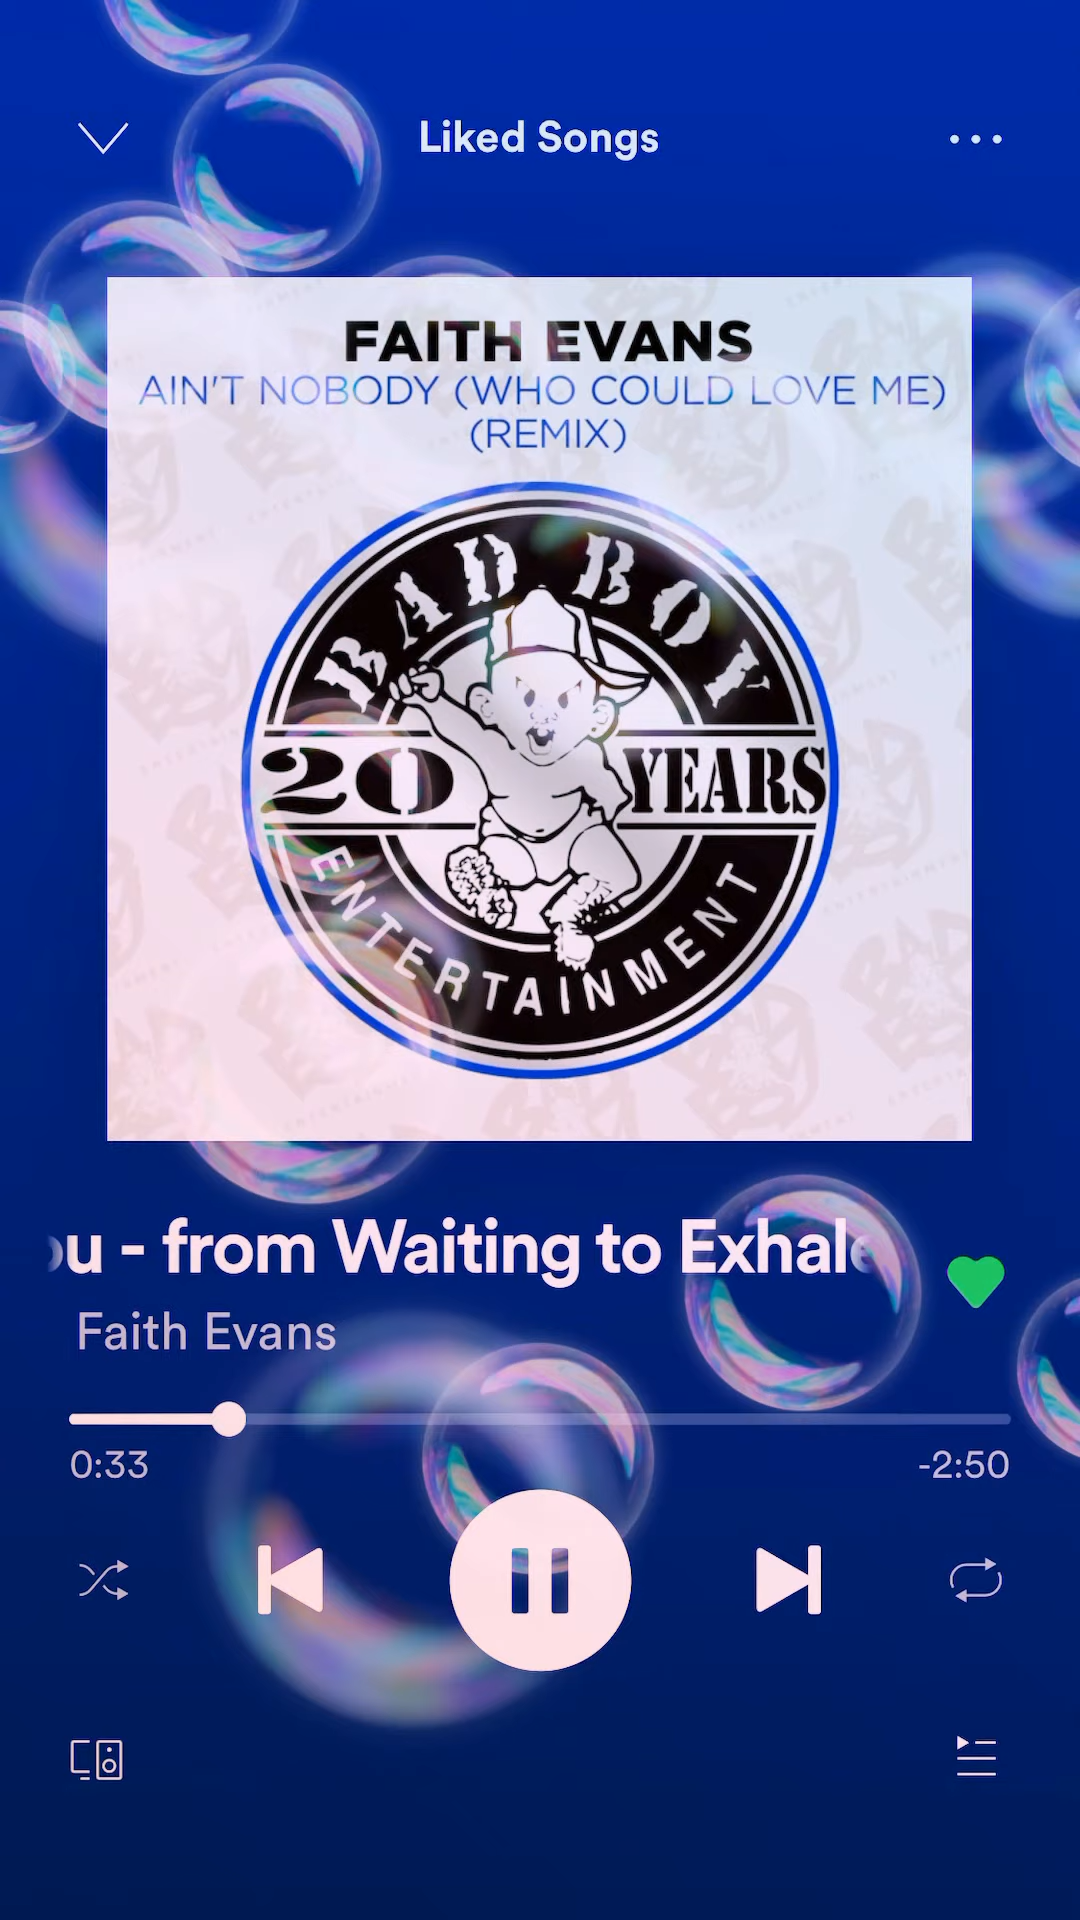 Liked Songs
FAITH EVANS
AIN'T NOBODY (WHO COULD LOVE ME)
(REMIX)
BAD BOY
20 YEARS
ENTERTAINMENT
ou - from Waiting to Exhale
Faith Evans
0:33
-2:50